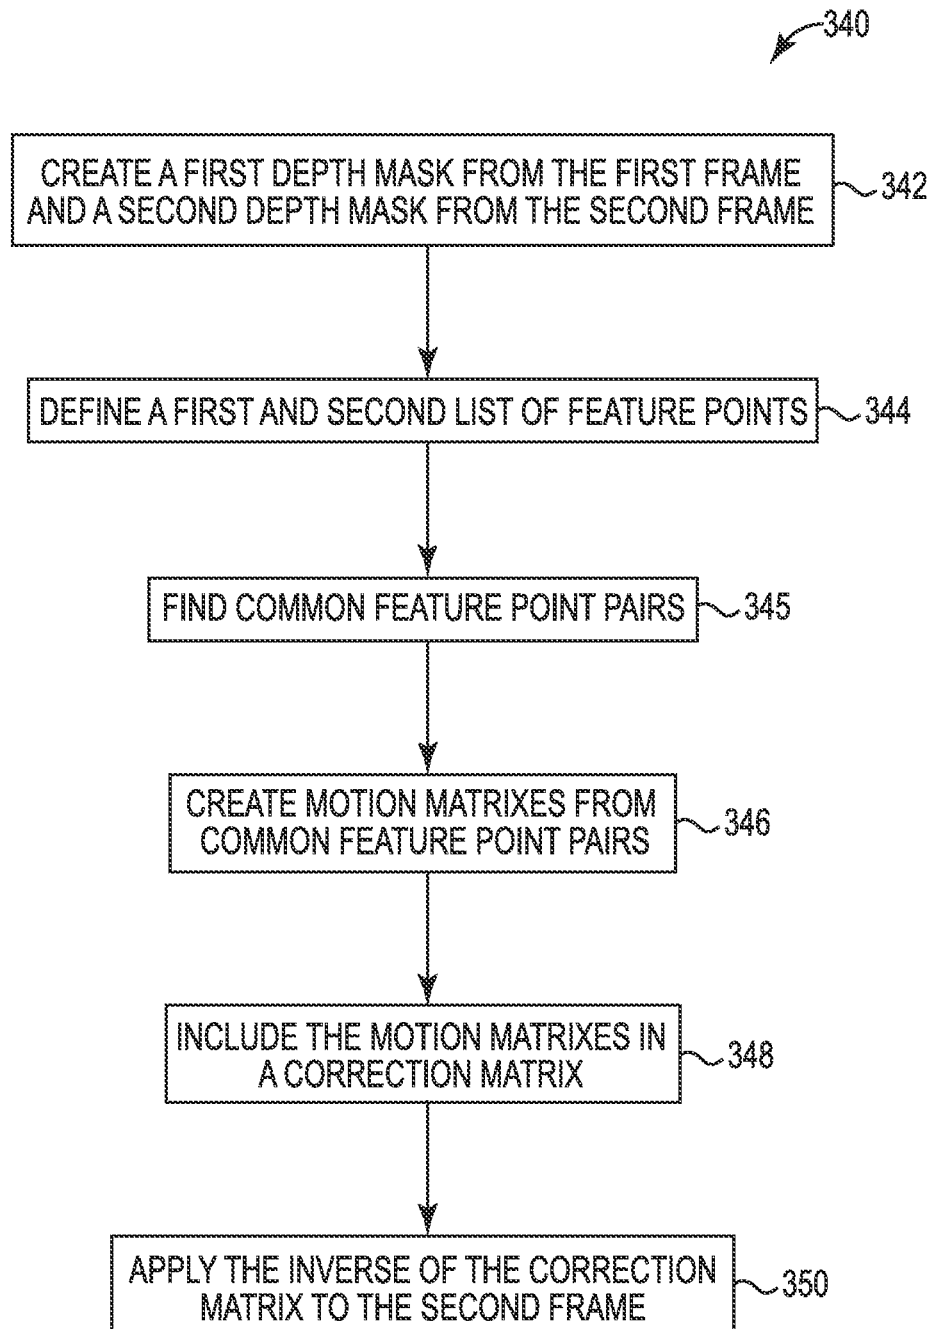 340
CREATE A FIRST DEPTH MASK FROM THE FIRST FRAME
AND A SECOND DEPTH MASK FROM THE SECOND FRAME
342
DEFINE A FIRST AND SECOND LIST OF FEATURE POINTS
344
FIND COMMON FEATURE POINT PAIRS
345
CREATE MOTION MATRIXES FROM
COMMON FEATURE POINT PAIRS
346
INCLUDE THE MOTION MATRIXES IN
A CORRECTION MATRIX
348
APPLY THE INVERSE OF THE CORRECTION
MATRIX TO THE SECOND FRAME
350